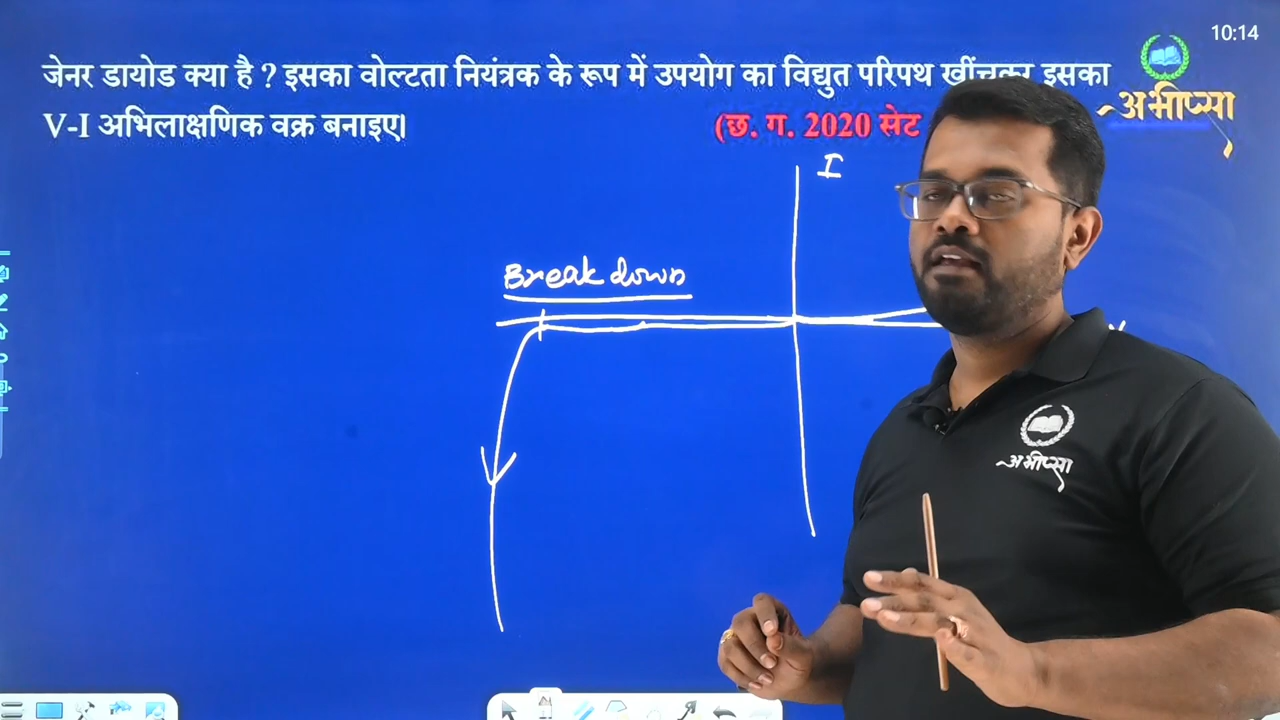 10:14
जेनर डायोड क्या है ? इसका वोल्टता नियंत्रक के रूप में उपयोग का विद्युत परिपथ खींचकर इसका
V-I अभिलाक्षणिक वक्र बनाइए।
(छ. ग. 2020 सेट
अभीप्सा
I
Break down
V
अभीप्सा